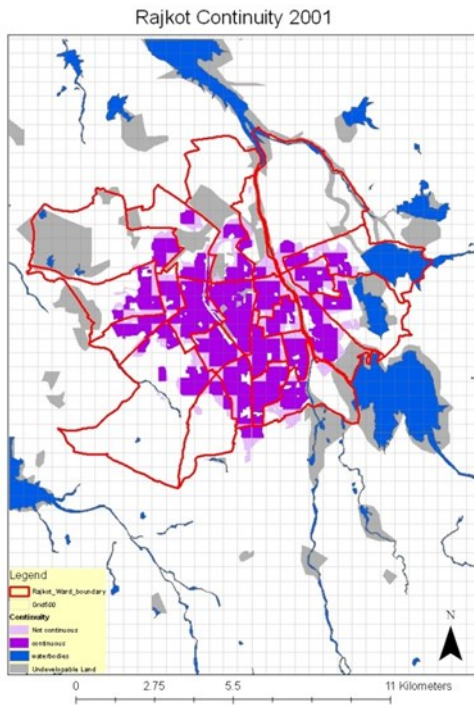 Rajkot Continuity 2001
Legend
Rajkot_Ward_boundary
Grid500
Continuity
Not continuous
continuous
waterbodies
Undevelopable Land
N
0 2.75 5.5 11 Kilometers